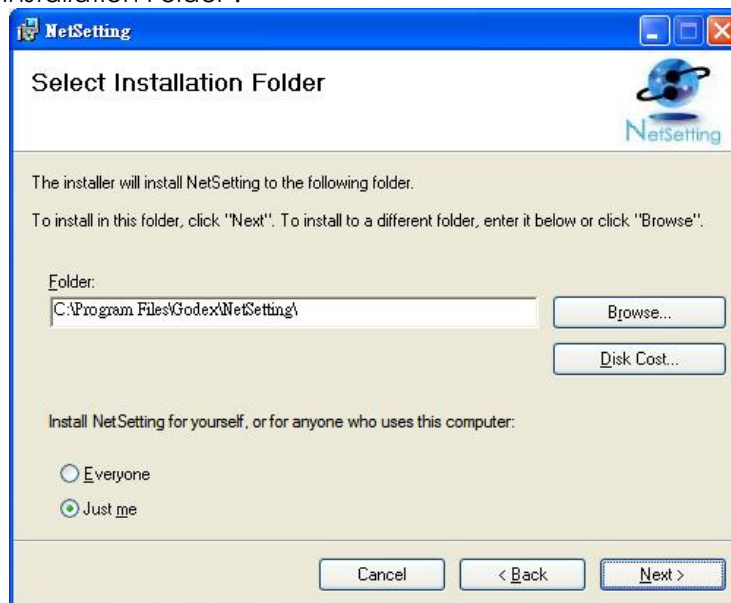 Installation Folder".
NetSetting
Select Installation Folder
NetSetting
The installer will install NetSetting to the following folder.
To install in this folder, click "Next". To install to a different folder, enter it below or click "Browse".
Folder:
C:\Program Files\Godex\NetSetting\
Browse...
Disk Cost...
Install NetSetting for yourself, or for anyone who uses this computer:
Everyone
Just me
Cancel
< Back
Next >